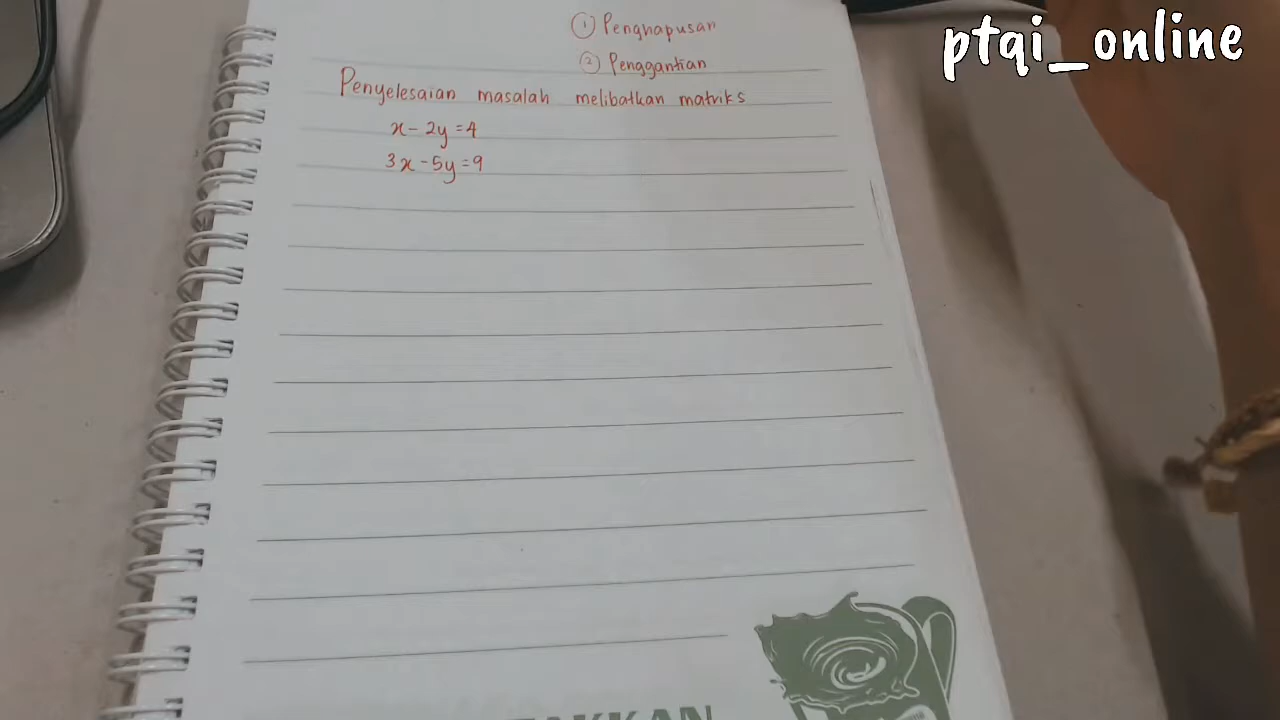 ptqi_online
① Penghapusan
② Penggantian
Penyelesaian masalah melibatkan matriks
x - 2y = 4
3x - 5y = 9